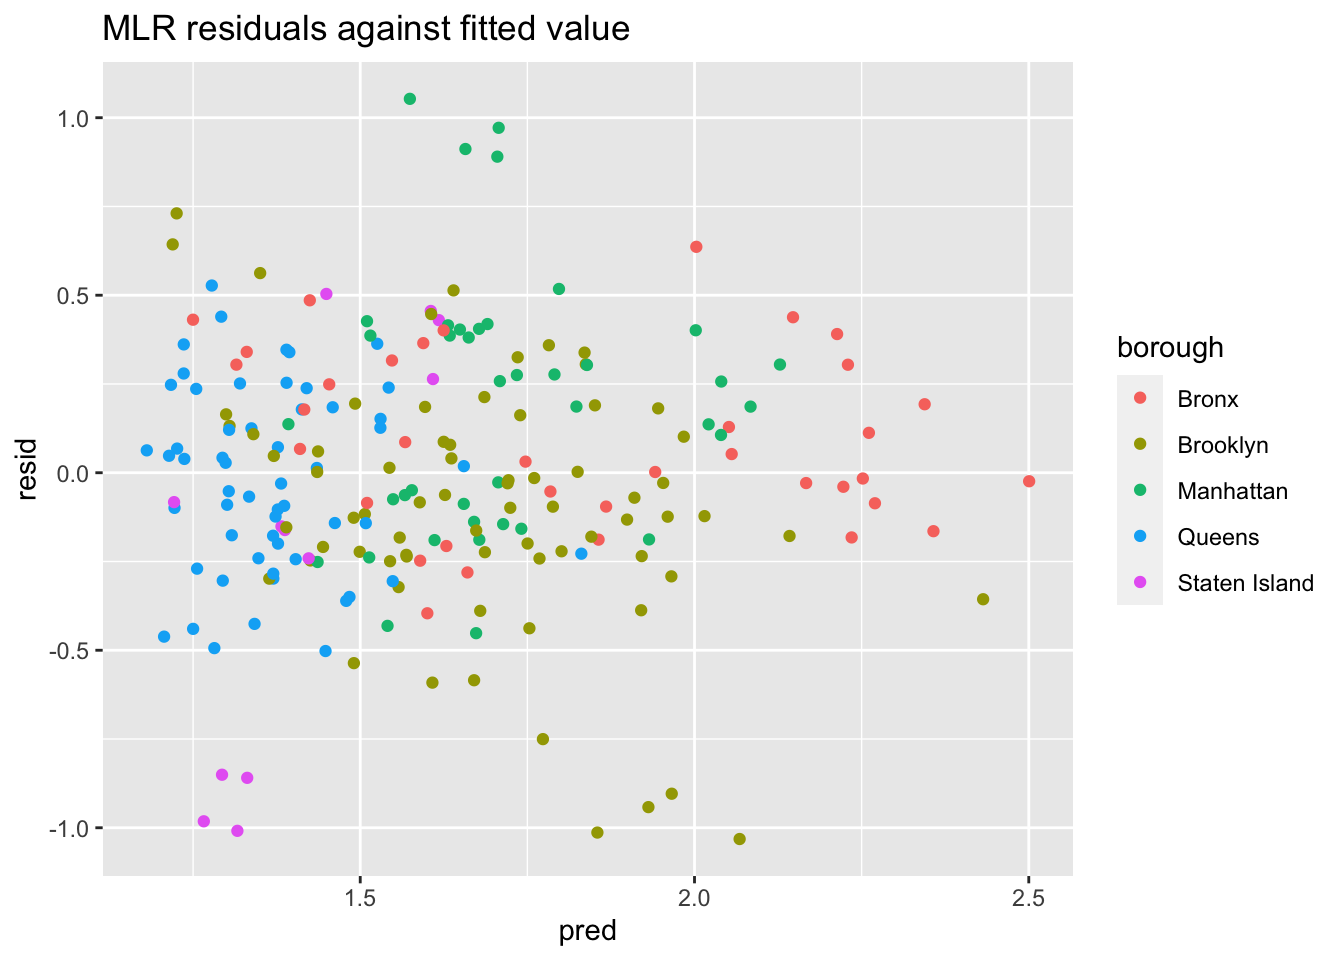 MLR residuals against fitted value
1.0
0.5
0.0
-0.5
-1.0
resid
1.5
2.0
2.5
pred
borough
Bronx
Brooklyn
Manhattan
Queens
Staten Island